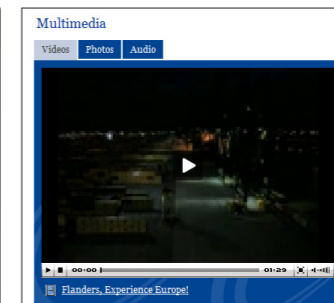 Multimedia
Videos Photos Audio
00:00 01:29
Flanders, Experience Europe!